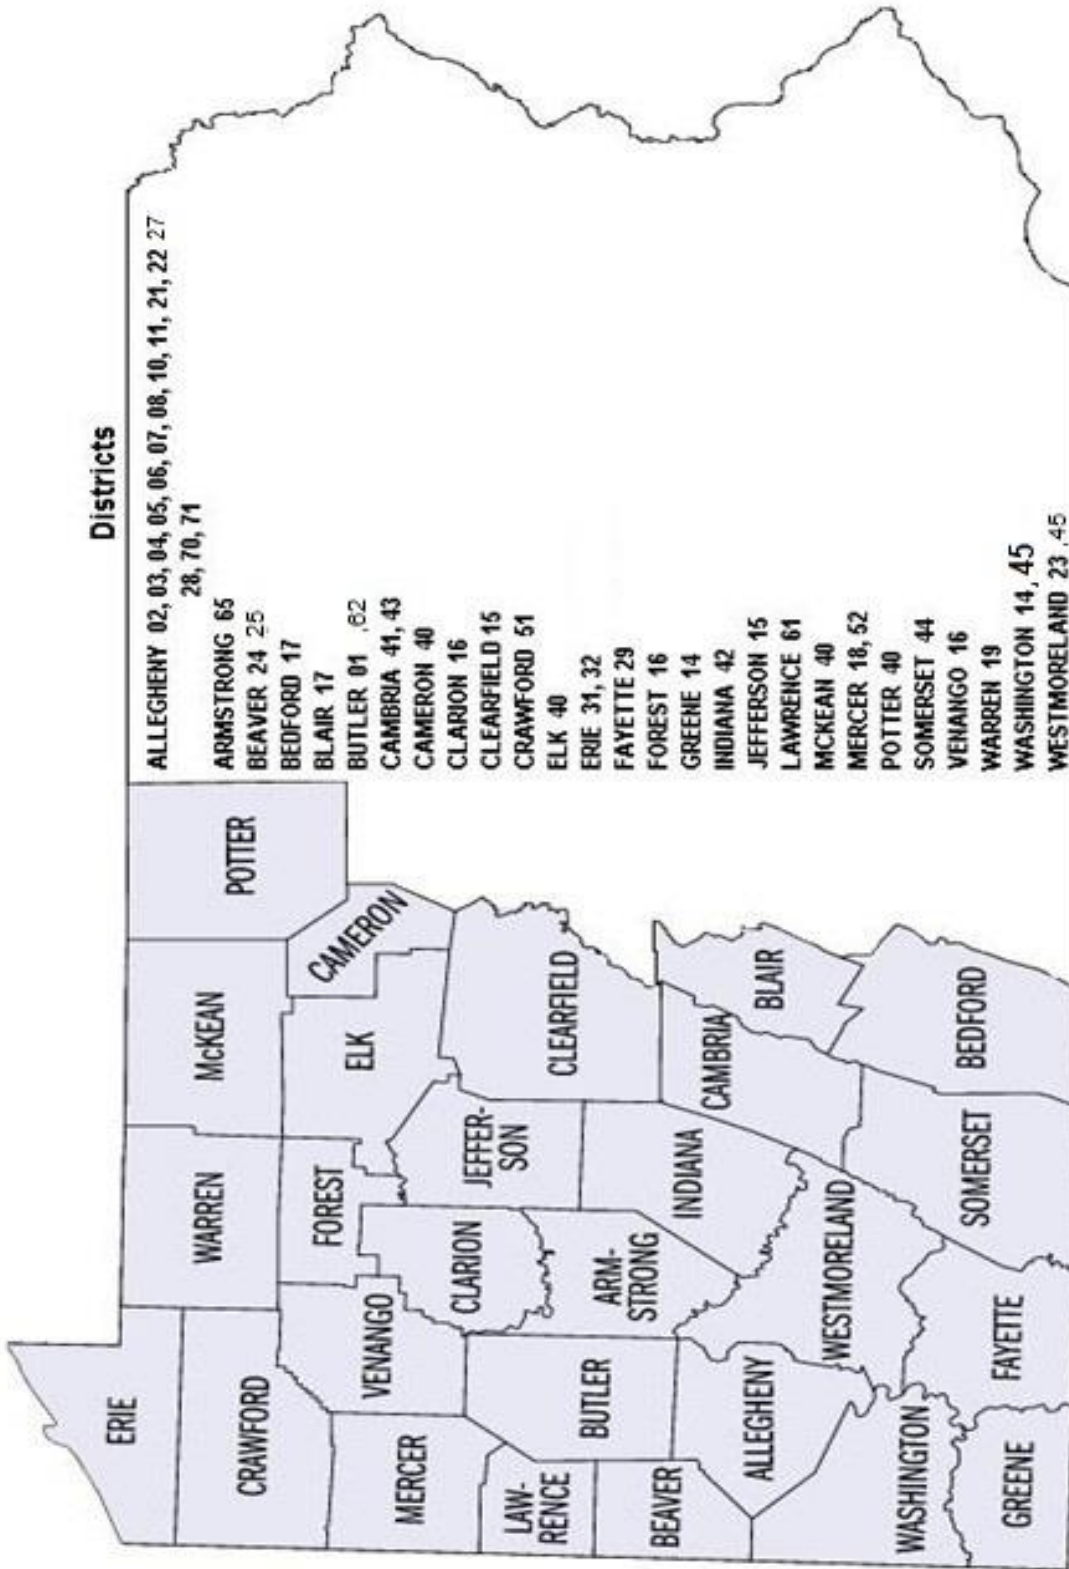 Districts
ALLEGHENY 02, 03, 04, 05, 06, 07, 08, 10, 11, 21, 22 27
28, 70, 71
ARMSTRONG 65
BEAVER 24 25
BEDFORD 17
BLAIR 17
BUTLER 01 ,62
CAMBRIA 41, 43
CAMERON 40
CLARION 16
CLEARFIELD 15
CRAWFORD 51
ELK 40
ERIE 31, 32
FAYETTE 29
FOREST 16
GREENE 14
INDIANA 42
JEFFERSON 15
LAWRENCE 61
MCKEAN 40
MERCER 18, 52
POTTER 40
SOMERSET 44
VENANGO 16
WARREN 19
WASHINGTON 14, 45
WESTMORELAND 23 ,45
ERIE
WARREN
McKEAN
POTTER
CRAWFORD
FOREST
ELK
CAMERON
MERCER
VENANGO
CLARION
JEFFER-
SON
CLEARFIELD
LAW-
RENCE
BUTLER
ARM-
STRONG
INDIANA
CAMBRIA
BLAIR
BEAVER
ALLEGHENY
WESTMORELAND
WASHINGTON
SOMERSET
BEDFORD
GREENE
FAYETTE